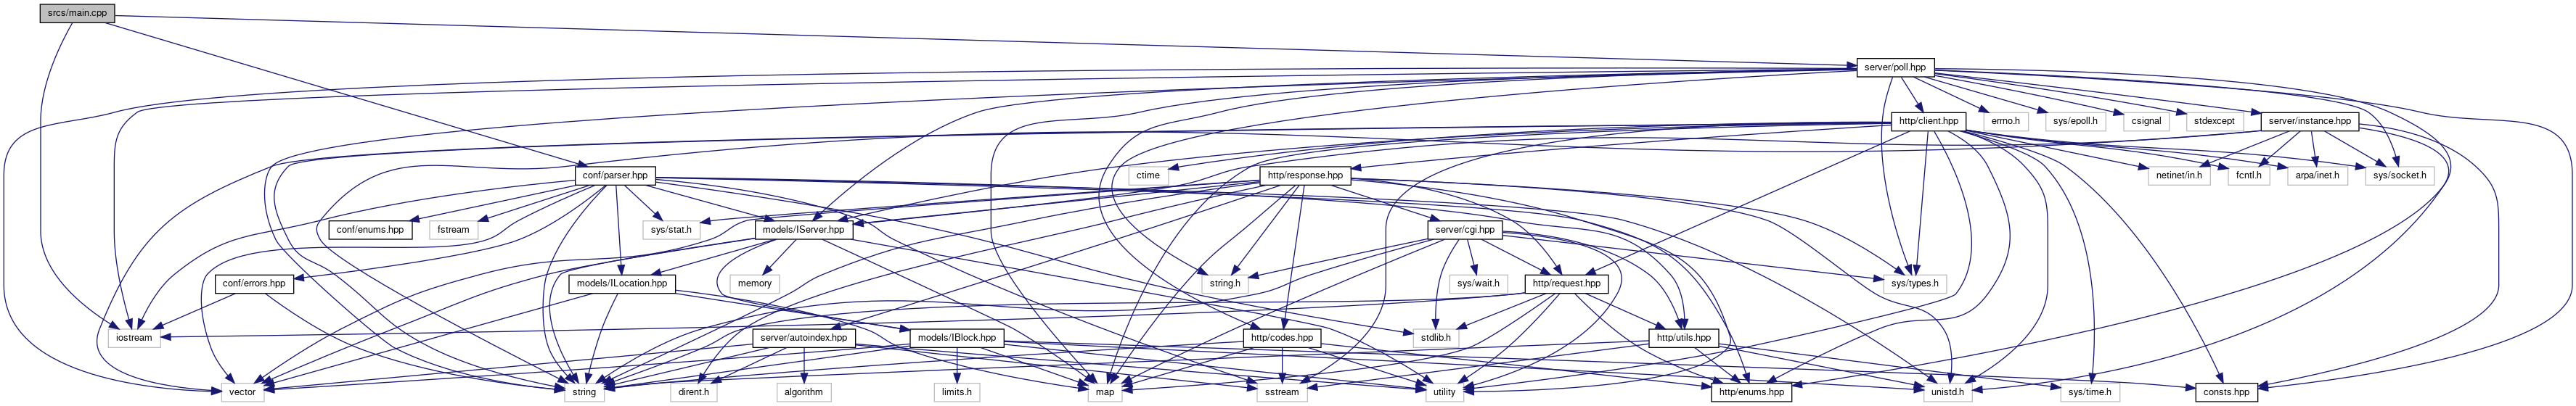 srcs/main.cpp
server/poll.hpp
http/client.hpp
errno.h
sys/epoll.h
csignal
stdexcept
server/instance.hpp
conf/parser.hpp
ctime
http/response.hpp
netinet/in.h
fcntl.h
arpa/inet.h
sys/socket.h
conf/enums.hpp
fstream
sys/stat.h
models/IServer.hpp
server/cgi.hpp
conf/errors.hpp
models/ILocation.hpp
memory
string.h
sys/wait.h
http/request.hpp
sys/types.h
iostream
server/autoindex.hpp
models/IBlock.hpp
http/codes.hpp
stdlib.h
http/utils.hpp
vector
string
dirent.h
algorithm
limits.h
map
sstream
utility
http/enums.hpp
unistd.h
sys/time.h
consts.hpp